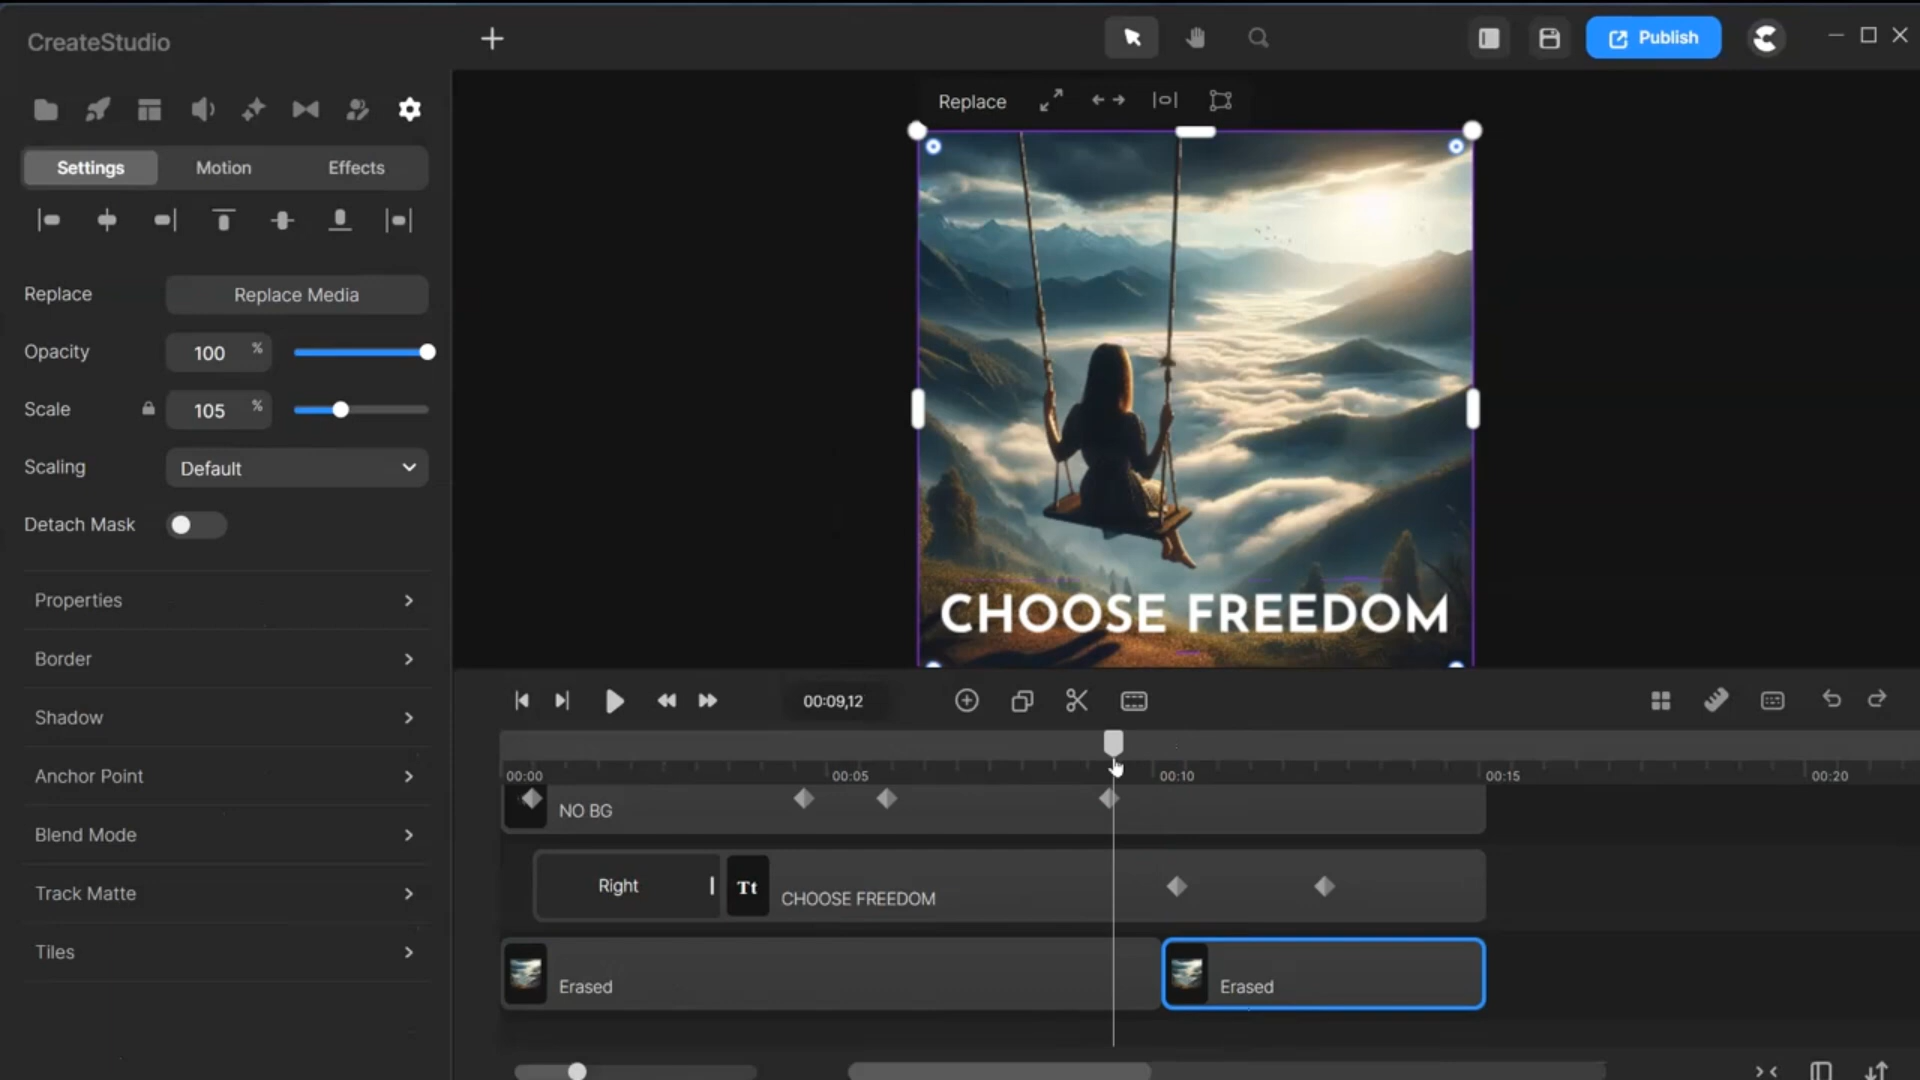 CreateStudio
Publish
Replace
Settings
Motion
Effects
Replace
Replace Media
Opacity
100 %
Scale
105 %
Scaling
Default
Detach Mask
Properties
Border
Shadow
Anchor Point
Blend Mode
Track Matte
Tiles
CHOOSE FREEDOM
00:09,12
00:00
00:05
00:10
00:15
00:20
NO BG
Right
Tt
CHOOSE FREEDOM
Erased
Erased